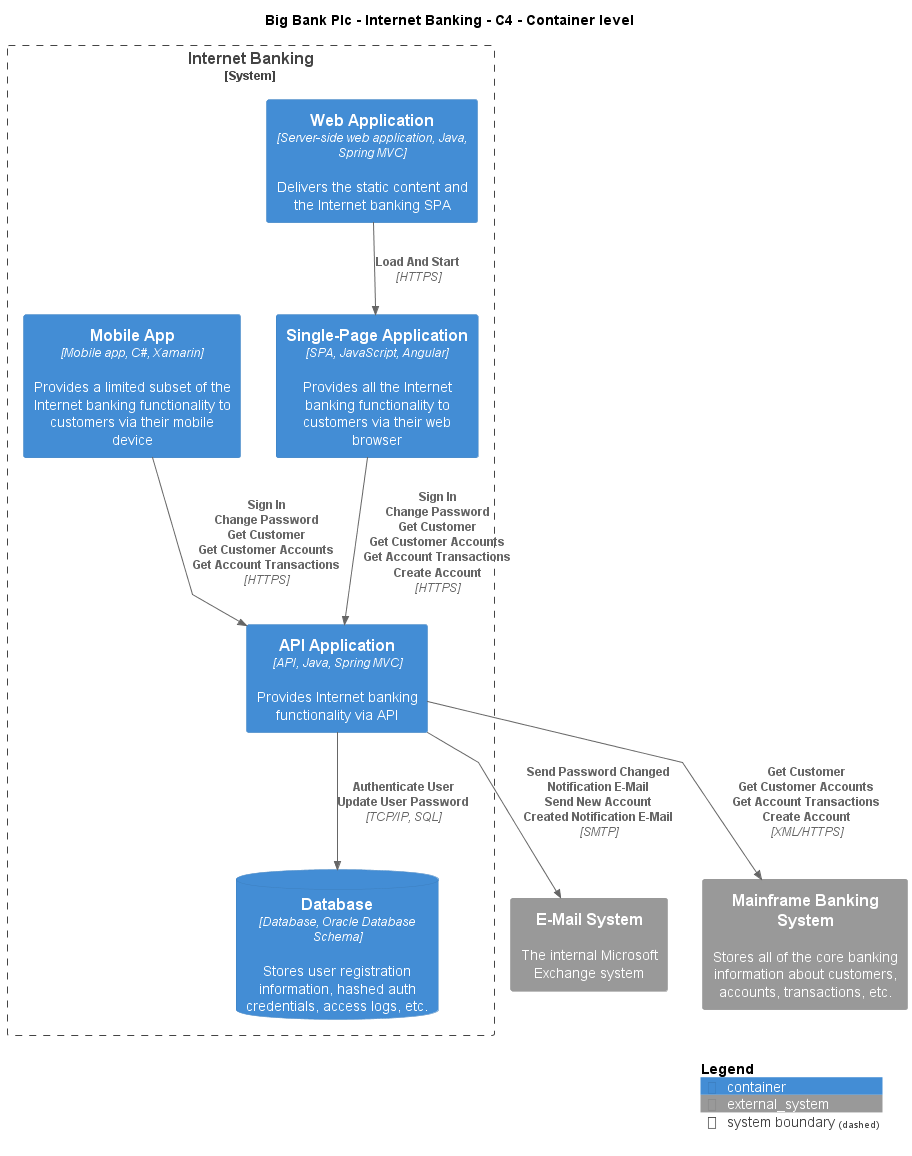 Big Bank Plc - Internet Banking - C4 - Container level
Internet Banking
[System]
Web Application
[Server-side web application, Java,
Spring MVC]
Delivers the static content and
the Internet banking SPA
Load And Start
[HTTPS]
Mobile App
[Mobile app, C#, Xamarin]
Provides a limited subset of the
Internet banking functionality to
customers via their mobile
device
Single-Page Application
[SPA, JavaScript, Angular]
Provides all the Internet
banking functionality to
customers via their web
browser
Sign In
Change Password
Get Customer
Get Customer Accounts
Get Account Transactions
[HTTPS]
Sign In
Change Password
Get Customer
Get Customer Accounts
Get Account Transactions
Create Account
[HTTPS]
API Application
[API, Java, Spring MVC]
Provides Internet banking
functionality via API
Authenticate User
Update User Password
[TCP/IP, SQL]
Send Password Changed
Notification E-Mail
Send New Account
Created Notification E-Mail
[SMTP]
Get Customer
Get Customer Accounts
Get Account Transactions
Create Account
[XML/HTTPS]
Database
[Database, Oracle Database
Schema]
Stores user registration
information, hashed auth
credentials, access logs, etc.
E-Mail System
The internal Microsoft
Exchange system
Mainframe Banking
System
Stores all of the core banking
information about customers,
accounts, transactions, etc.
Legend
container
external_system
system boundary (dashed)